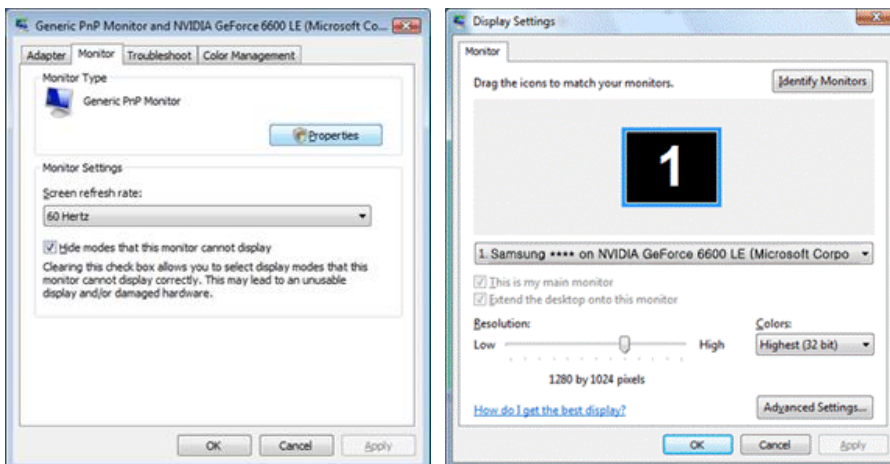 Generic PnP Monitor and NVIDIA GeForce 6600 LE (Microsoft Co...
Adapter Monitor Troubleshoot Color Management
Monitor Type
Generic PnP Monitor
Properties
Monitor Settings
Screen refresh rate:
60 Hertz
Hide modes that this monitor cannot display
Clearing this check box allows you to select display modes that this
monitor cannot display correctly. This may lead to an unusable
display and/or damaged hardware.
OK Cancel Apply
Display Settings
Monitor
Drag the icons to match your monitors.
Identify Monitors
1
1. Samsung **** on NVIDIA GeForce 6600 LE (Microsoft Corpo
This is my main monitor
Extend the desktop onto this monitor
Resolution:
Low High
1280 by 1024 pixels
Colors:
Highest (32 bit)
How do I get the best display?
Advanced Settings...
OK Cancel Apply